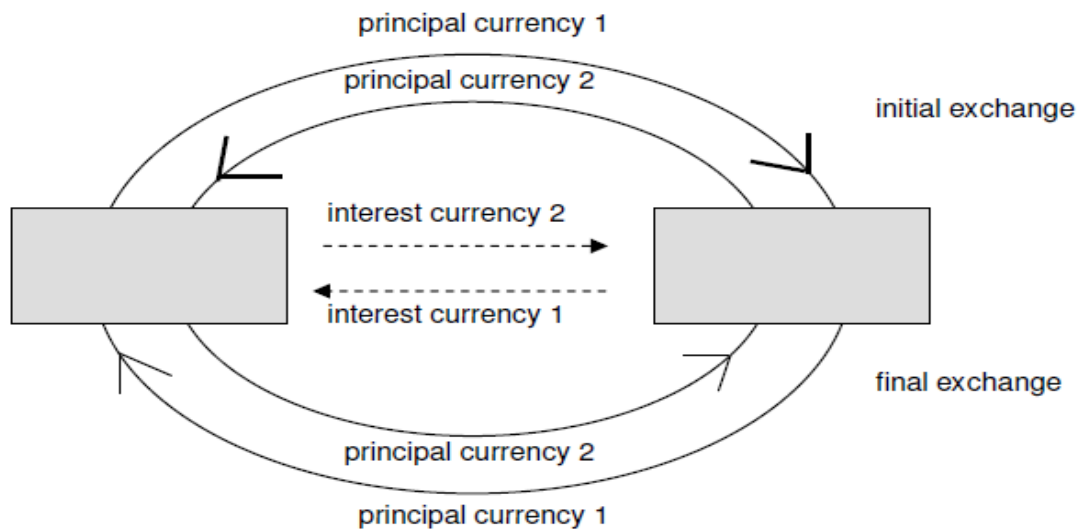 principal currency 1
principal currency 2
initial exchange
interest currency 2
interest currency 1
final exchange
principal currency 2
principal currency 1